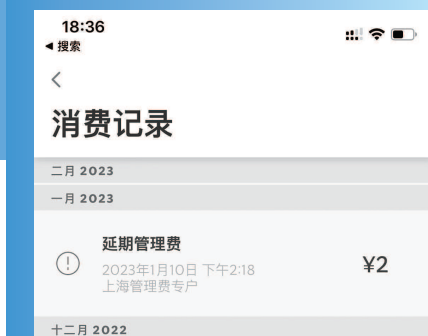 18:36
◀ 搜索
消费记录
二月 2023
一月 2023
延期管理费
2023年1月10日 下午2:18
¥2
上海管理费专户
十二月 2022